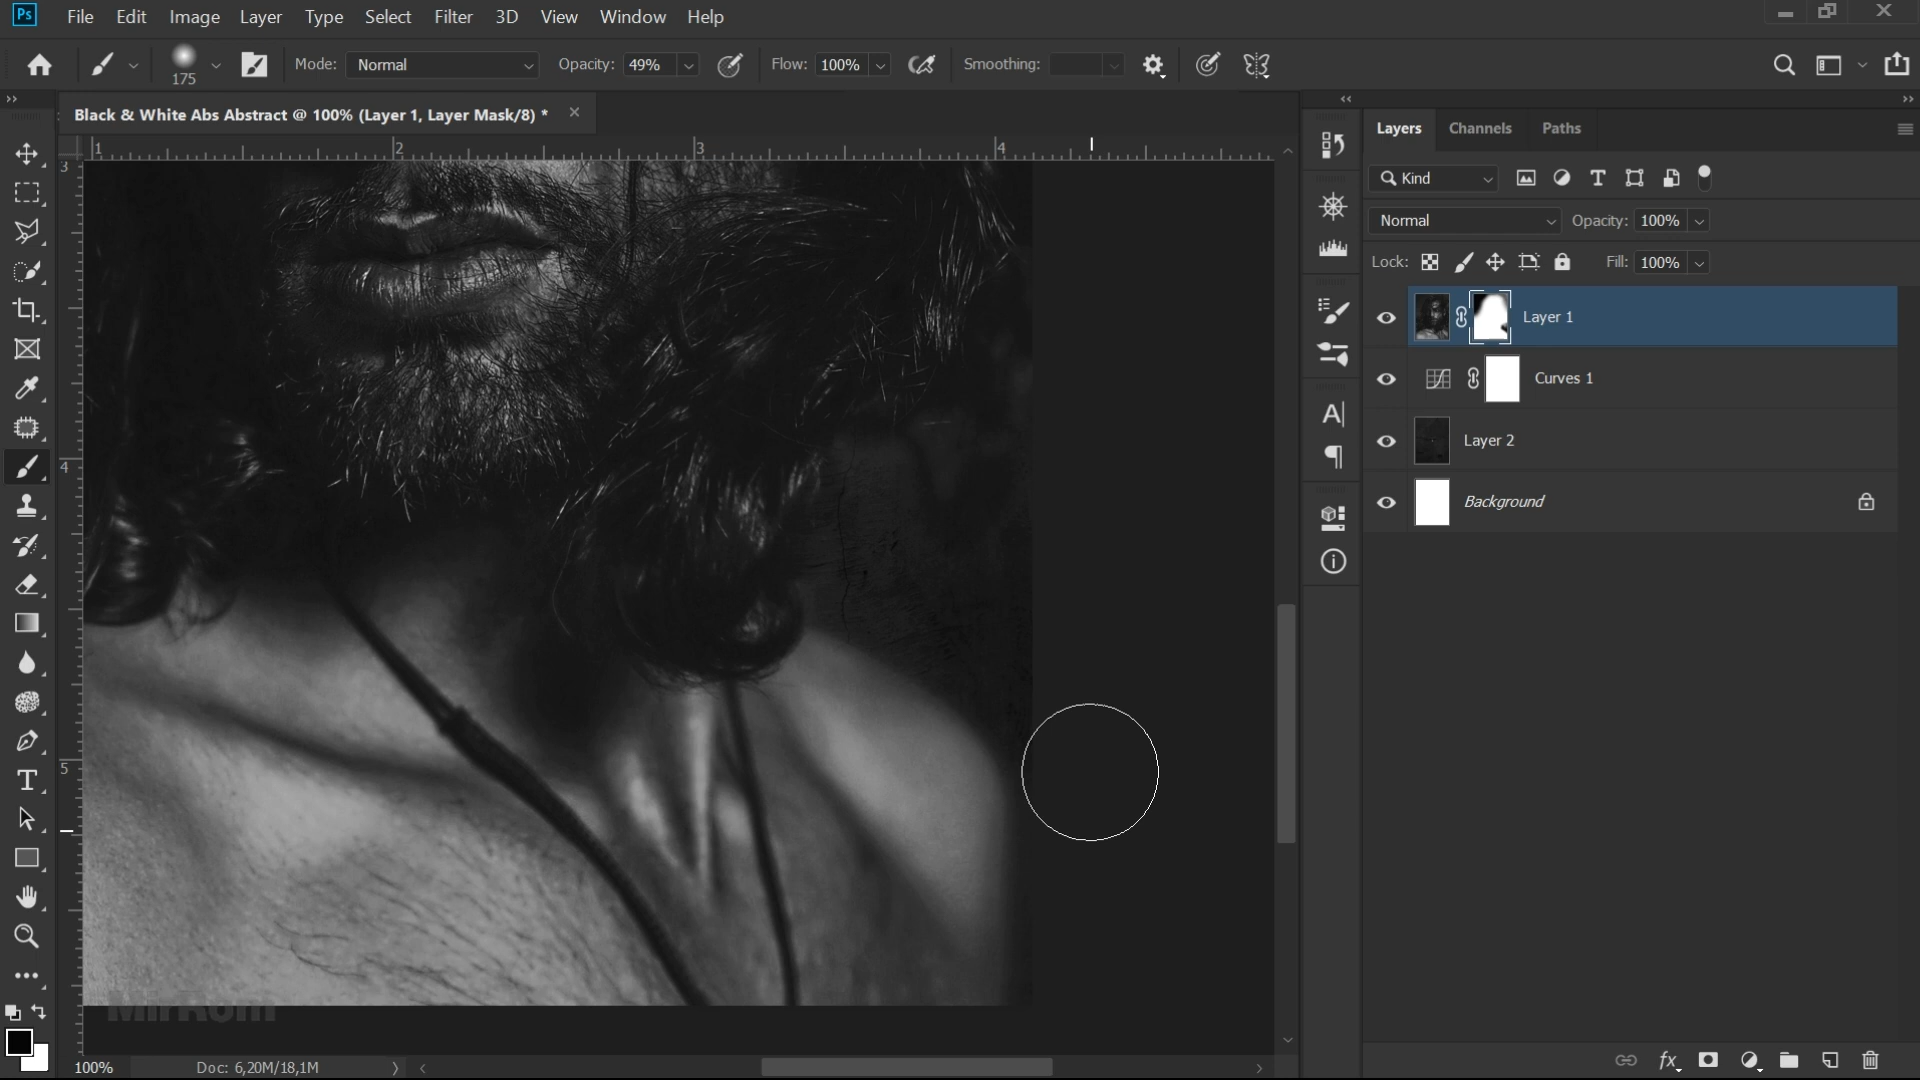 Ps File Edit Image Layer Type Select Filter 3D View Window Help
175 Mode: Normal Opacity: 49% Flow: 100% Smoothing:
Black & White Abs Abstract @ 100% (Layer 1, Layer Mask/8) *
1 2 3 4
3
4
5
MirRom
100% Doc: 6,20M/18,1M
Layers Channels Paths
Kind
Normal Opacity: 100%
Lock: Fill: 100%
Layer 1
Curves 1
Layer 2
Background